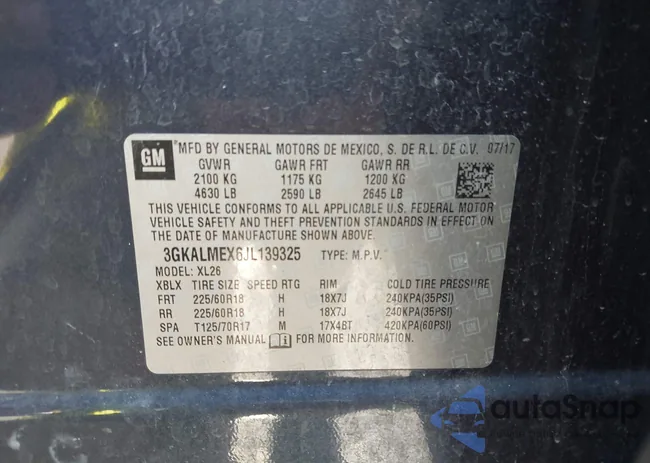 GM
MFD BY GENERAL MOTORS DE MEXICO, S. DE R.L. DE C.V. 07/17
GVWR GAWR FRT GAWR RR
2100 KG 1175 KG 1200 KG
4630 LB 2590 LB 2645 LB
THIS VEHICLE CONFORMS TO ALL APPLICABLE U.S. FEDERAL MOTOR
VEHICLE SAFETY AND THEFT PREVENTION STANDARDS IN EFFECT ON
THE DATE OF MANUFACTURE SHOWN ABOVE.
3GKALMEX6JL139325 TYPE: M.P.V.
MODEL: XL26
XBLX TIRE SIZE SPEED RTG RIM COLD TIRE PRESSURE
FRT 225/60R18 H 18X7J 240KPA(35PSI)
RR 225/60R18 H 18X7J 240KPA(35PSI)
SPA T125/70R17 M 17X4BT 420KPA(60PSI)
SEE OWNER'S MANUAL i FOR MORE INFORMATION.
autoSnap